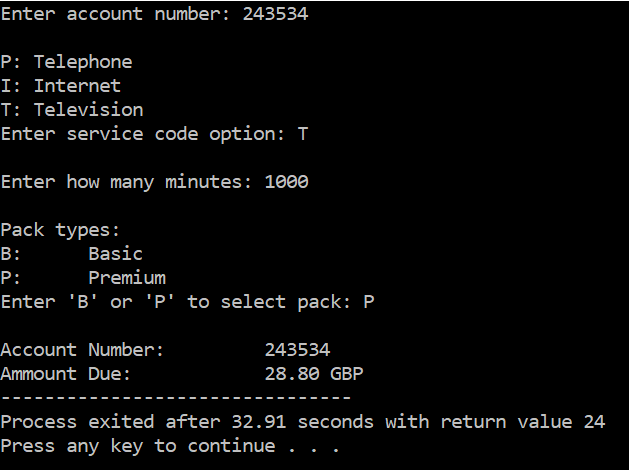 Enter account number: 243534
P: Telephone
I: Internet
T: Television
Enter service code option: T
Enter how many minutes: 1000
Pack types:
B:      Basic
P:      Premium
Enter 'B' or 'P' to select pack: P
Account Number:         243534
Ammount Due:            28.80 GBP
--------------------------------
Process exited after 32.91 seconds with return value 24
Press any key to continue . . .